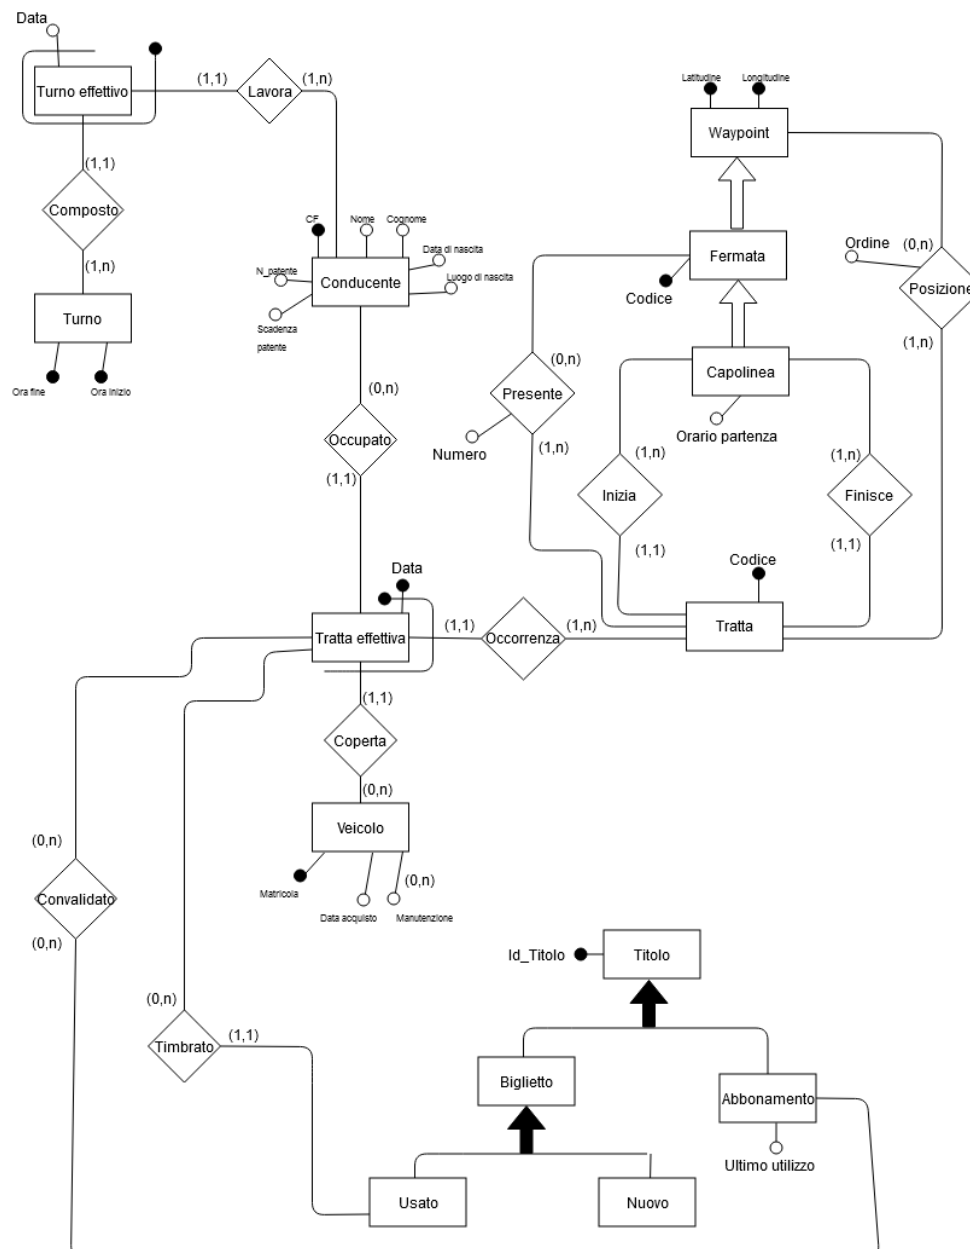 Data
Turno effettivo
(1,1)
Lavora
(1,n)
Latitudine
Longitudine
Waypoint
(1,1)
Composto
(1,n)
Turno
Ora fine
Ora inizio
CF
Nome
Cognome
Data di nascita
N_patente
Conducente
Luogo di nascita
Scadenza
patente
Fermata
Codice
Ordine
(0,n)
Posizione
(1,n)
Capolinea
Orario partenza
(0,n)
Presente
(1,n)
Numero
(0,n)
Occupato
(1,1)
(1,n)
Inizia
(1,1)
(1,n)
Finisce
(1,1)
Data
Codice
Tratta effettiva
(1,1)
Occorrenza
(1,n)
Tratta
(1,1)
Coperta
(0,n)
Veicolo
Matricola
Data acquisto
(0,n)
Manutenzione
(0,n)
Convalidato
(0,n)
Id_Titolo
Titolo
(0,n)
Timbrato
(1,1)
Biglietto
Abbonamento
Ultimo utilizzo
Usato
Nuovo